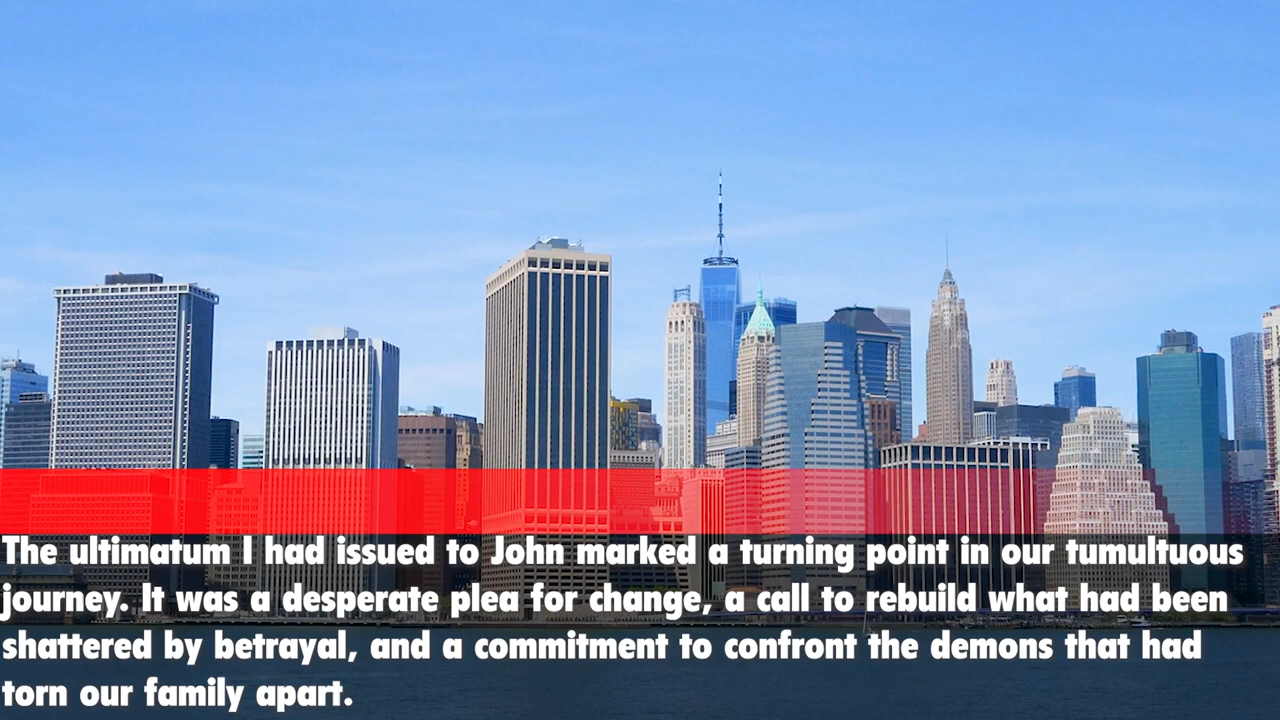 The ultimatum I had issued to John marked a turning point in our tumultuous
journey. It was a desperate plea for change, a call to rebuild what had been
shattered by betrayal, and a commitment to confront the demons that had
torn our family apart.